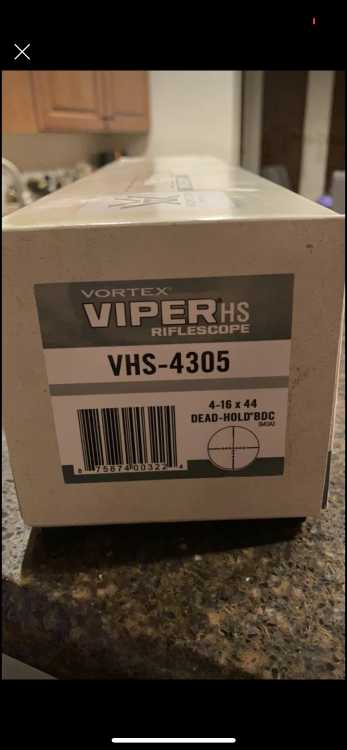 VORTEX®
VIPER® HS
RIFLESCOPE
VHS-4305
4-16 x 44
DEAD-HOLD® BDC
(MOA)
8 75874 00322 4